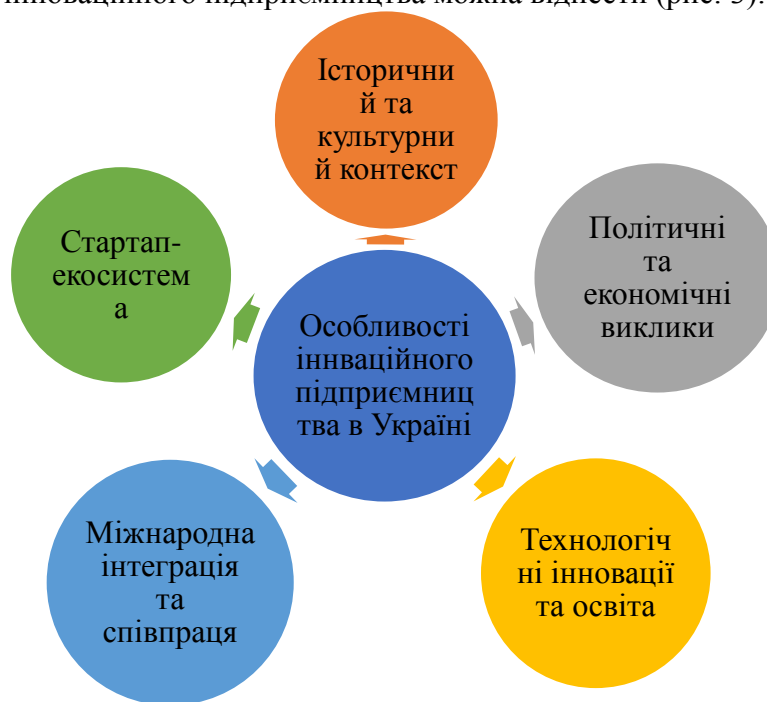 інноваційного підприємництва можна віднести (рис. 3).
Історични
й та
культурни
й контекст
Політичні
та
економічні
виклики
Технологіч
ні інновації
та освіта
Міжнародна
інтеграція
та
співпраця
Стартап-
екосистем
а
Особливості
іннваційного
підприємниц
тва в Україні